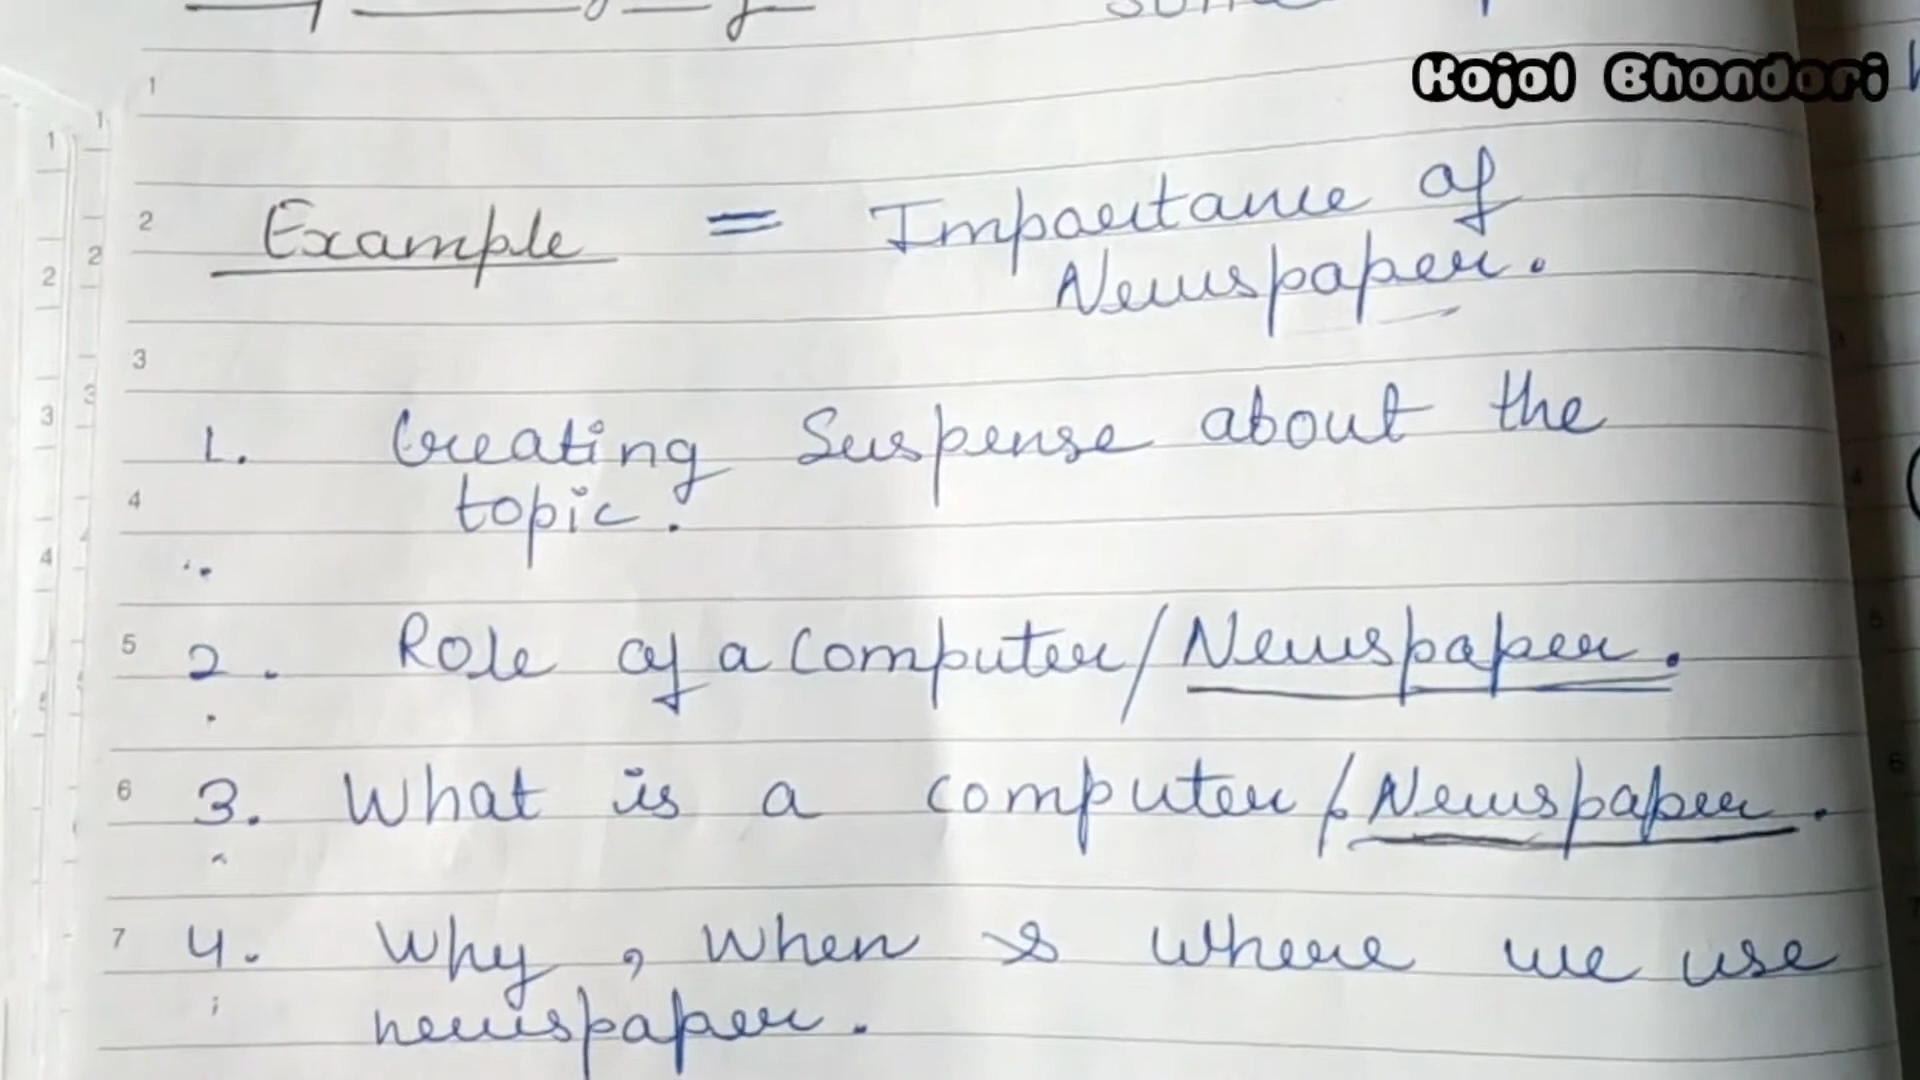 Kojol Bhondori
Example = Importance of
Newspaper.
1. Creating Suspense about the
topic.
2. Role of a Computer/Newspaper.
3. What is a computer/Newspaper.
4. Why, When & where we use
newspaper.